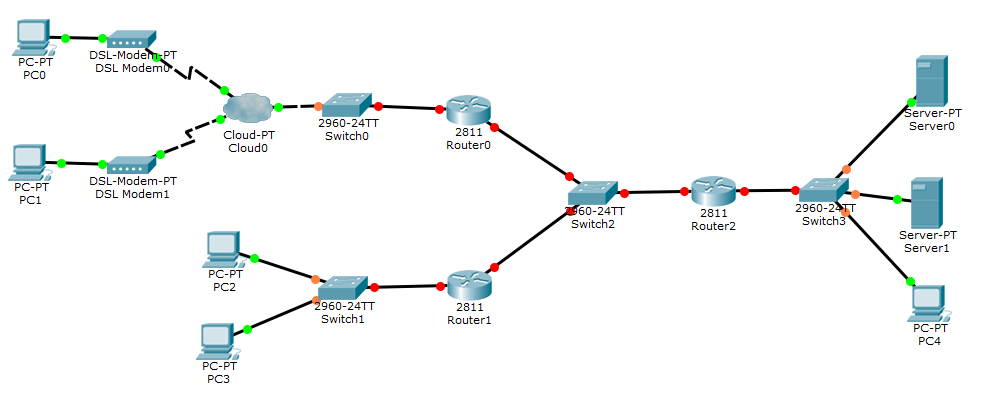 PC-PT
PC0
DSL-Modem-PT
DSL Modem0
Cloud-PT
Cloud0
2960-24TT
Switch0
2811
Router0
Server-PT
Server0
PC-PT
PC1
DSL-Modem-PT
DSL Modem1
2960-24TT
Switch2
2811
Router2
2960-24TT
Switch3
Server-PT
Server1
PC-PT
PC2
2960-24TT
Switch1
2811
Router1
PC-PT
PC4
PC-PT
PC3